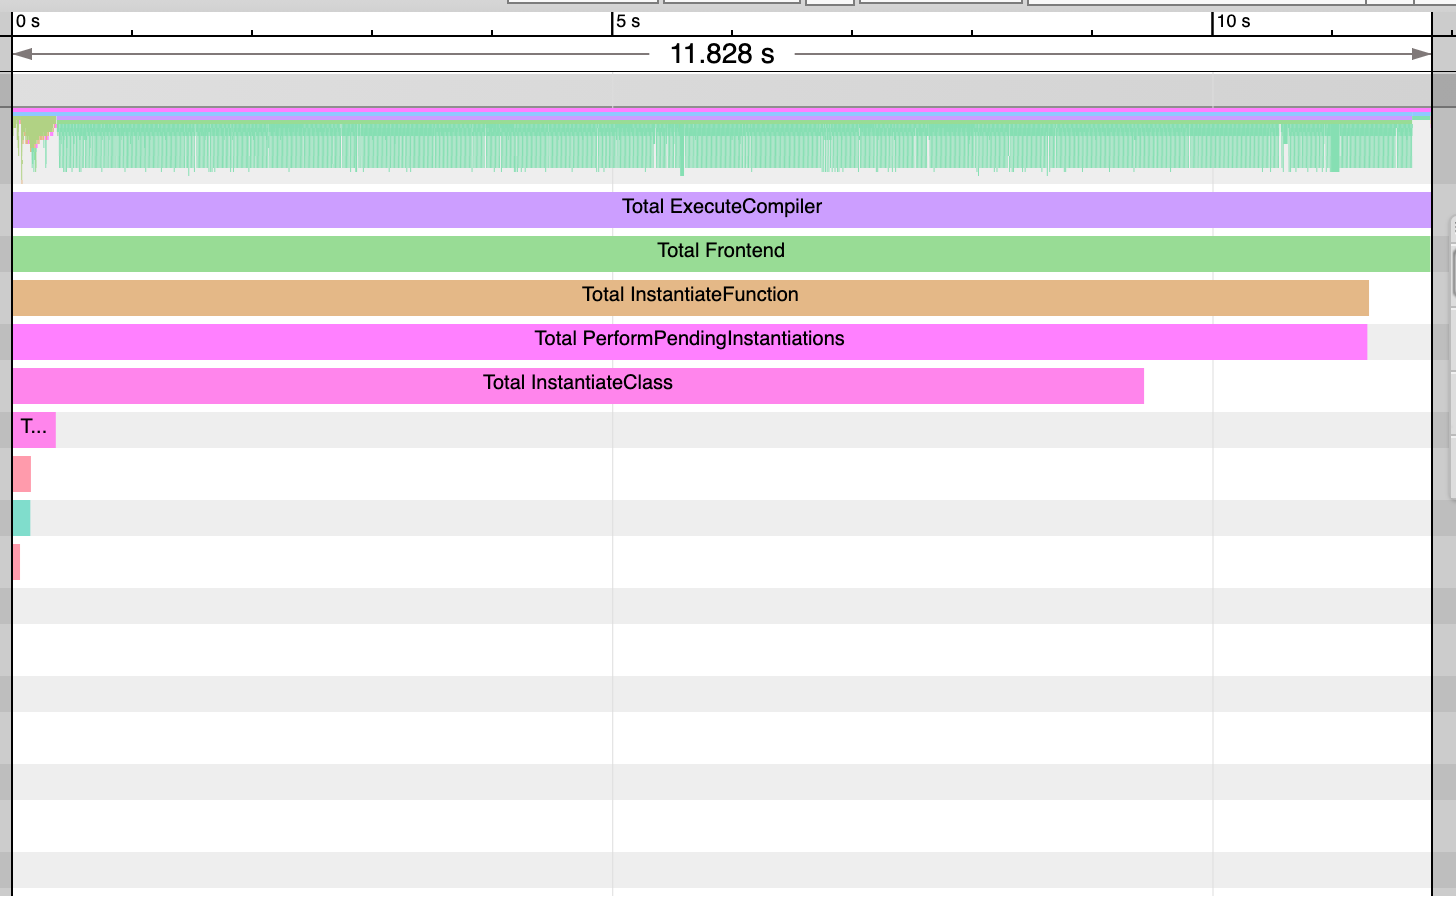 0 s
5 s
10 s
11.828 s
Total ExecuteCompiler
Total Frontend
Total InstantiateFunction
Total PerformPendingInstantiations
Total InstantiateClass
T...